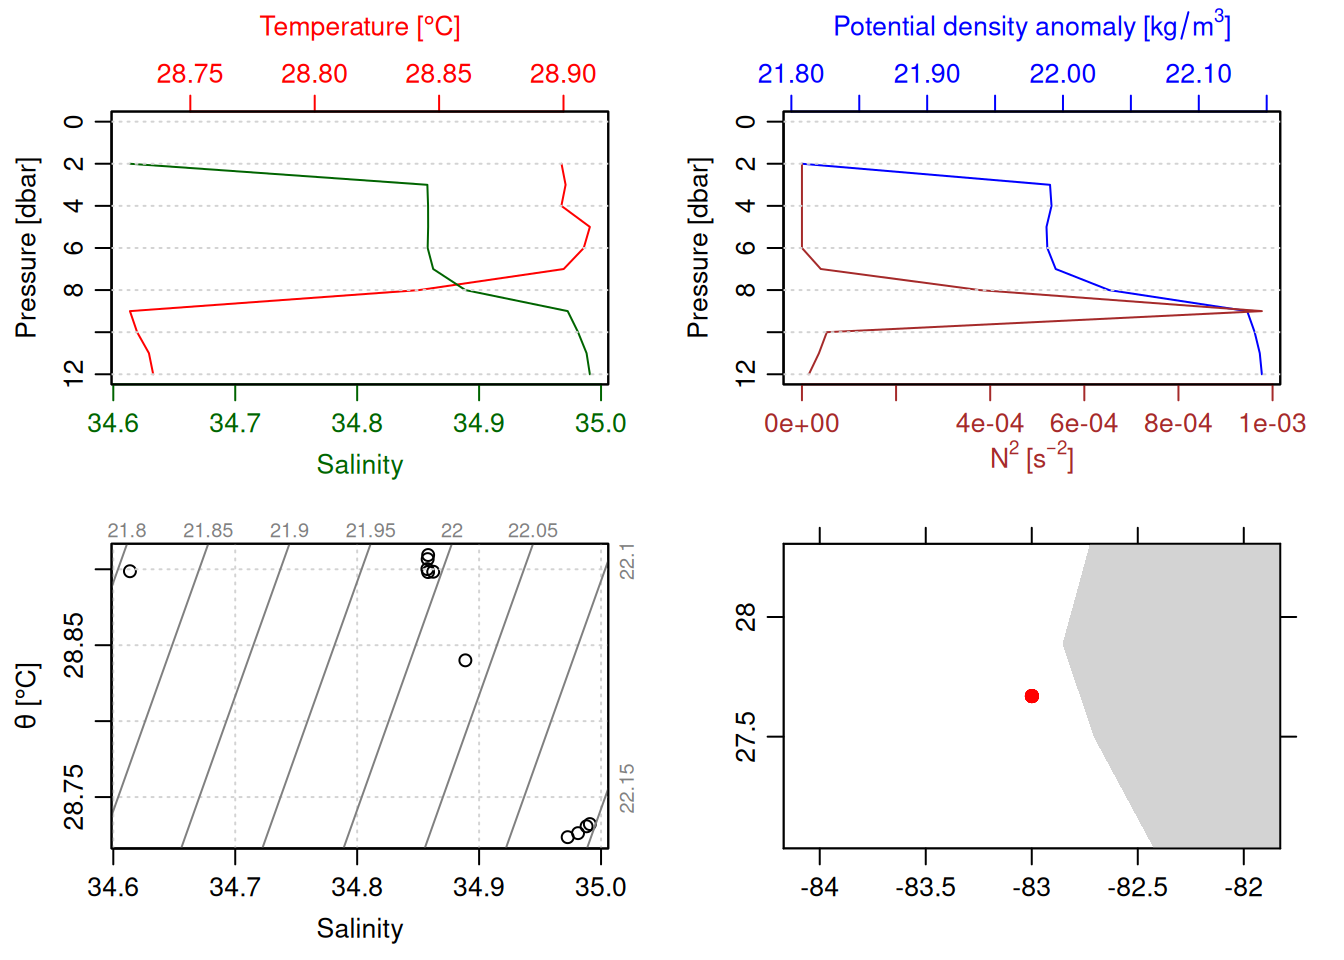 Temperature [°C]
28.75 28.80 28.85 28.90
Pressure [dbar]
0
2
4
6
8
12
34.6 34.7 34.8 34.9 35.0
Salinity
Potential density anomaly [kg/m³]
21.80 21.90 22.00 22.10
Pressure [dbar]
0
2
4
6
8
12
0e+00 4e-04 6e-04 8e-04 1e-03
N² [s⁻²]
21.8 21.85 21.9 21.95 22 22.05
22.1
22.15
θ [°C]
28.85
28.75
34.6 34.7 34.8 34.9 35.0
Salinity
28
27.5
-84 -83.5 -83 -82.5 -82